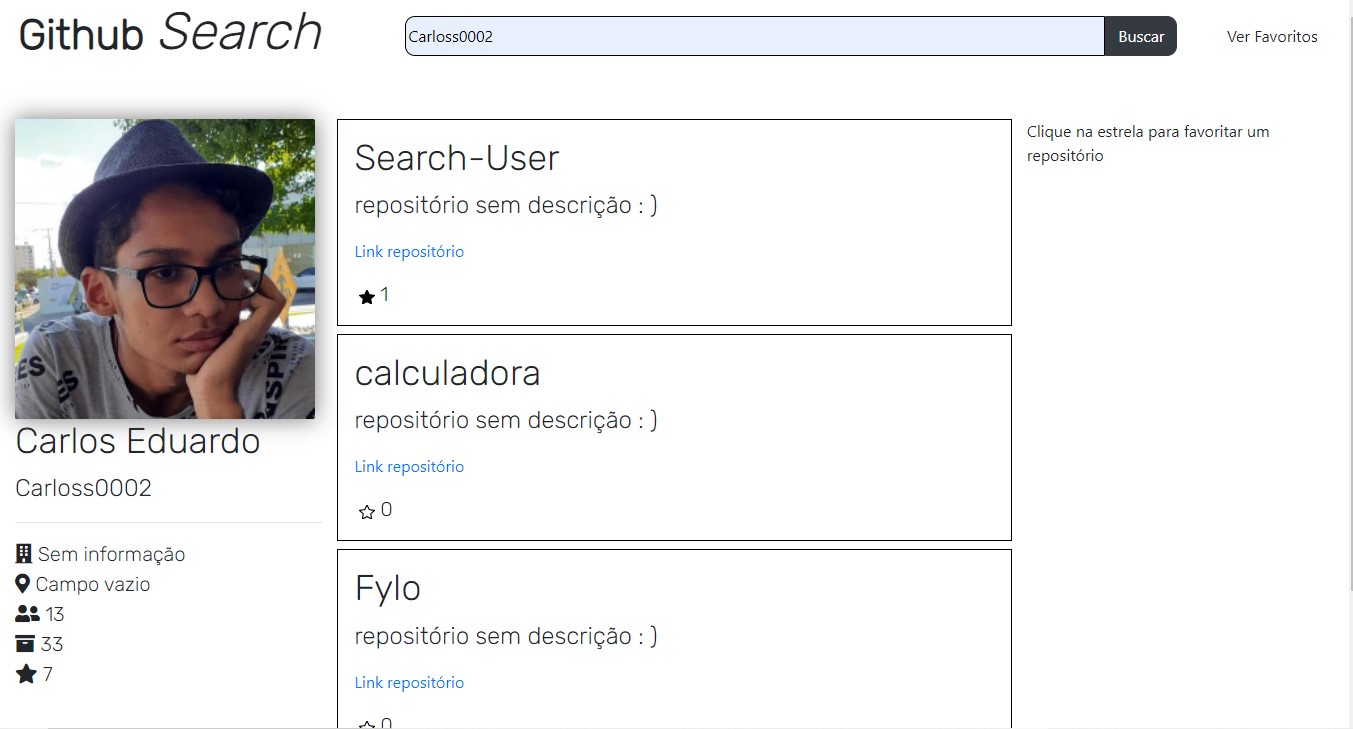 Github Search
Carloss0002
Buscar
Ver Favoritos
Carlos Eduardo
Carloss0002
Sem informação
Campo vazio
13
33
7
Search-User
repositório sem descrição : )
Link repositório
1
calculadora
repositório sem descrição : )
Link repositório
0
Fylo
repositório sem descrição : )
Link repositório
0
Clique na estrela para favoritar um
repositório